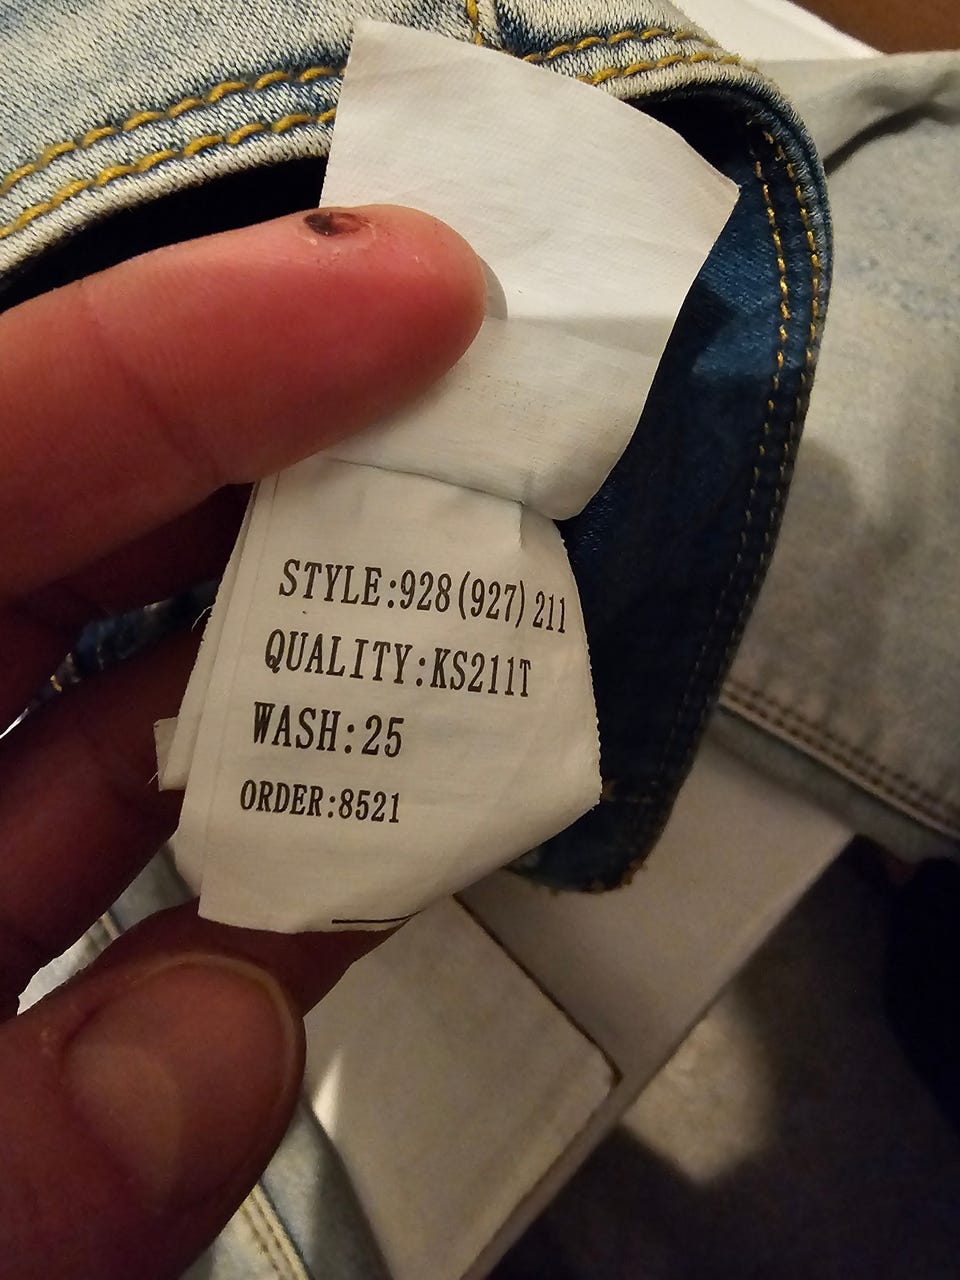 STYLE:928(927) 211
QUALITY:KS211T
WASH:25
ORDER:8521